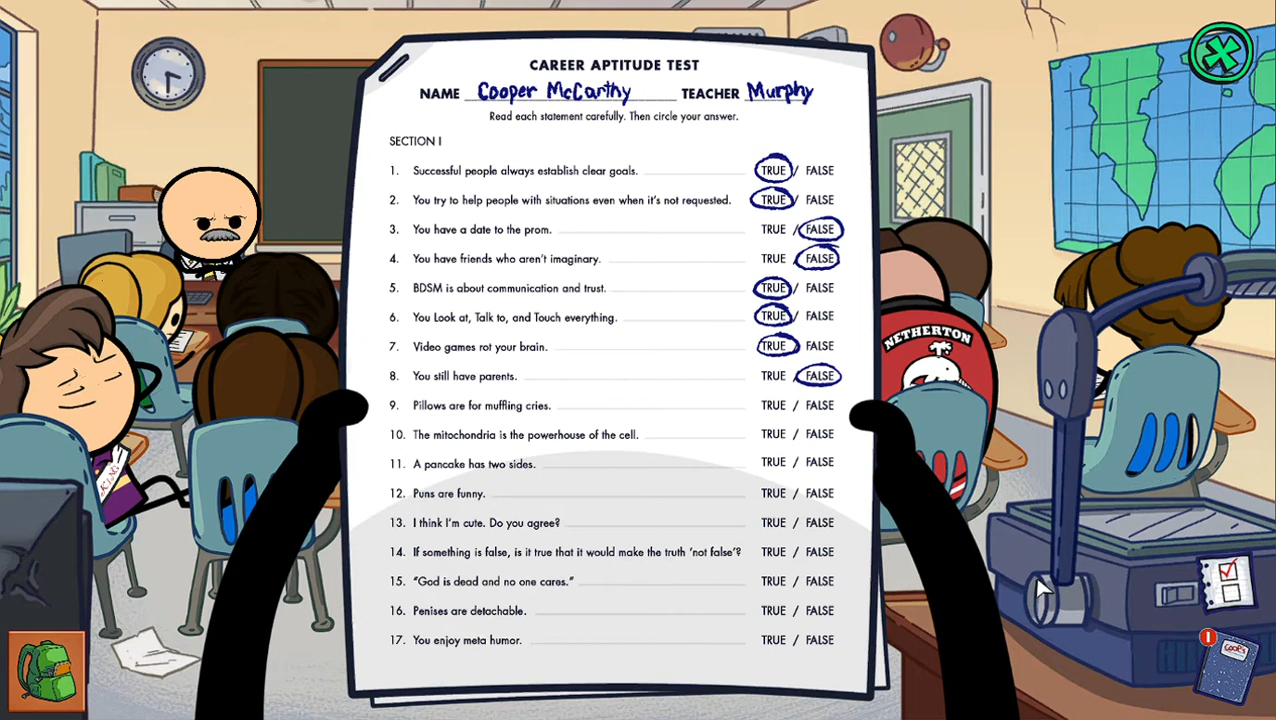 CAREER APTITUDE TEST
NAME Cooper McCarthy TEACHER Murphy
Read each statement carefully. Then circle your answer.
SECTION I
1. Successful people always establish clear goals. TRUE / FALSE
2. You try to help people with situations even when it's not requested. TRUE / FALSE
3. You have a date to the prom. TRUE / FALSE
4. You have friends who aren't imaginary. TRUE / FALSE
5. BDSM is about communication and trust. TRUE / FALSE
6. You Look at, Talk to, and Touch everything. TRUE / FALSE
7. Video games rot your brain. TRUE / FALSE
8. You still have parents. TRUE / FALSE
9. Pillows are for muffling cries. TRUE / FALSE
10. The mitochondria is the powerhouse of the cell. TRUE / FALSE
11. A pancake has two sides. TRUE / FALSE
12. Puns are funny. TRUE / FALSE
13. I think I'm cute. Do you agree? TRUE / FALSE
14. If something is false, is it true that it would make the truth 'not false'? TRUE / FALSE
15. "God is dead and no one cares." TRUE / FALSE
16. Penises are detachable. TRUE / FALSE
17. You enjoy meta humor. TRUE / FALSE
NETHERTON
KING
1
COOP'S